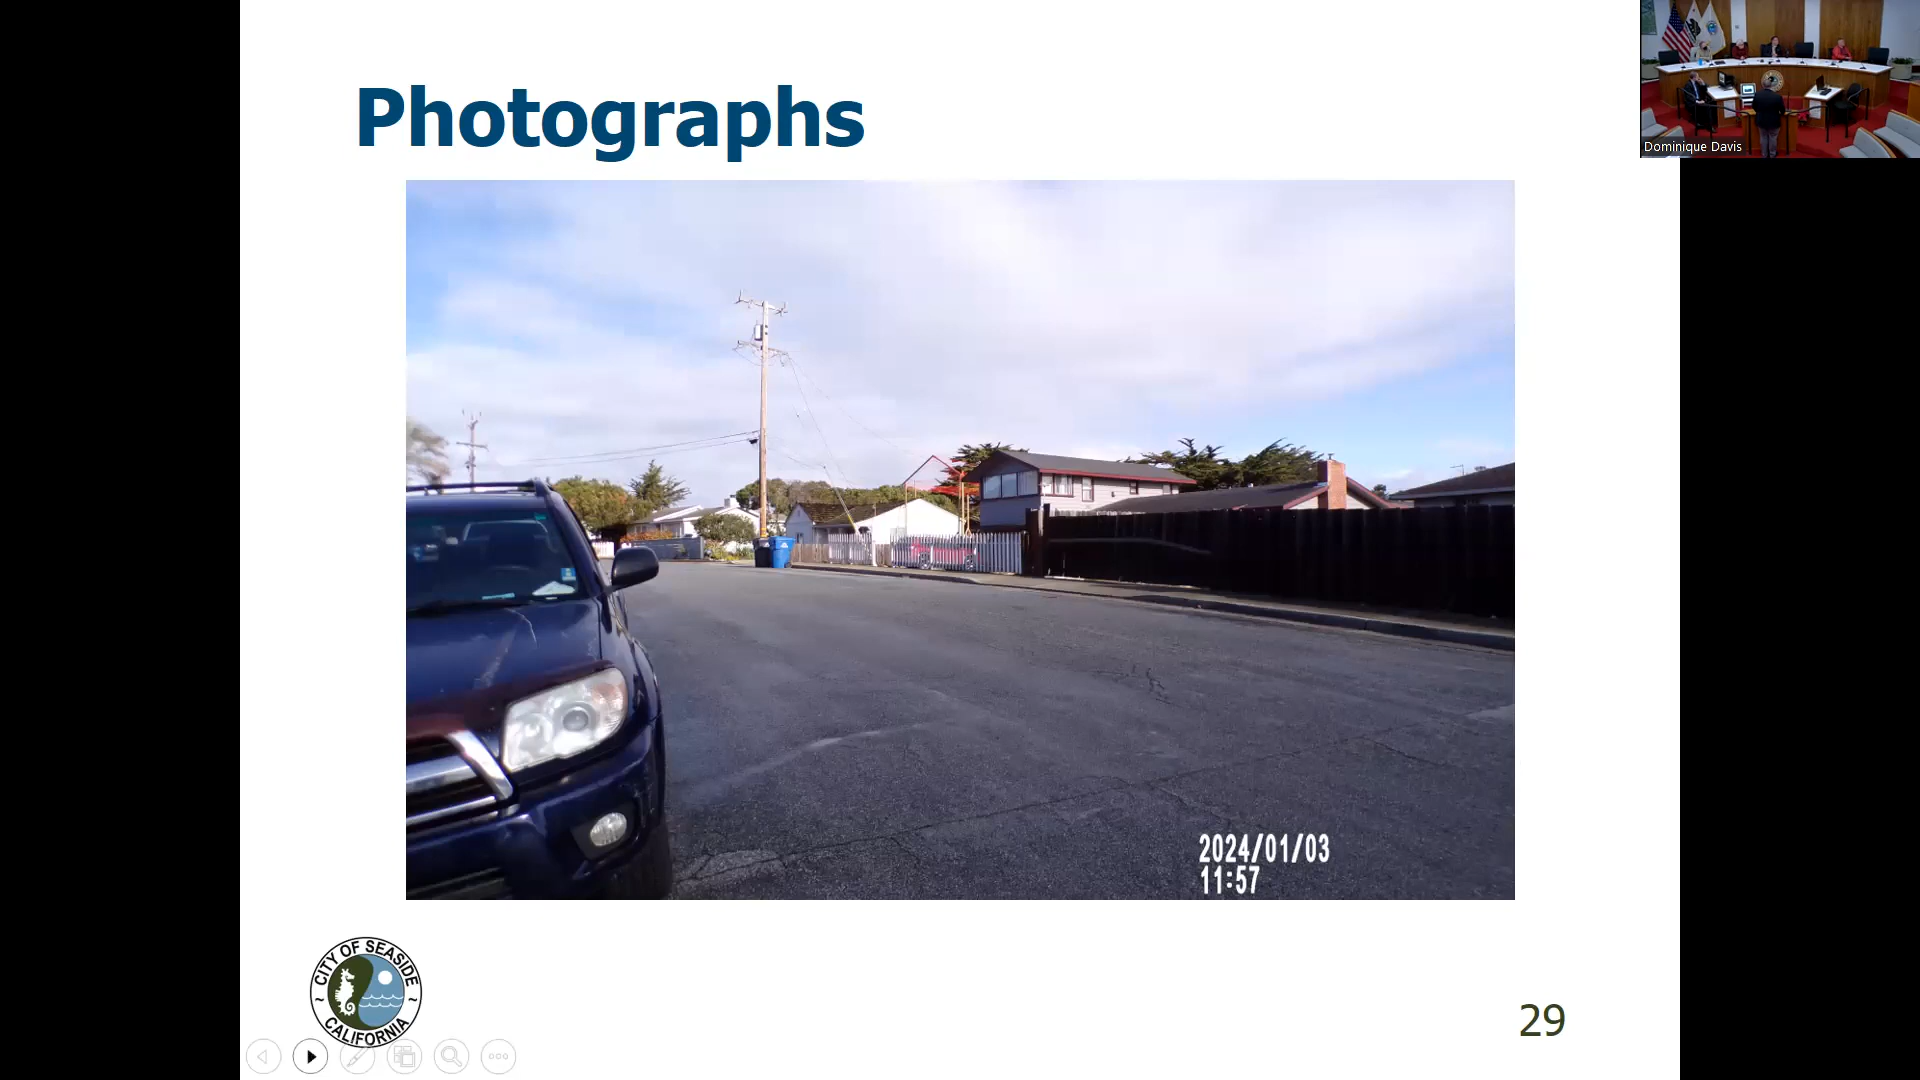 Photographs
Dominique Davis
2024/01/03
11:57
CITY OF SEASIDE
~ ~
CALIFORNIA
29